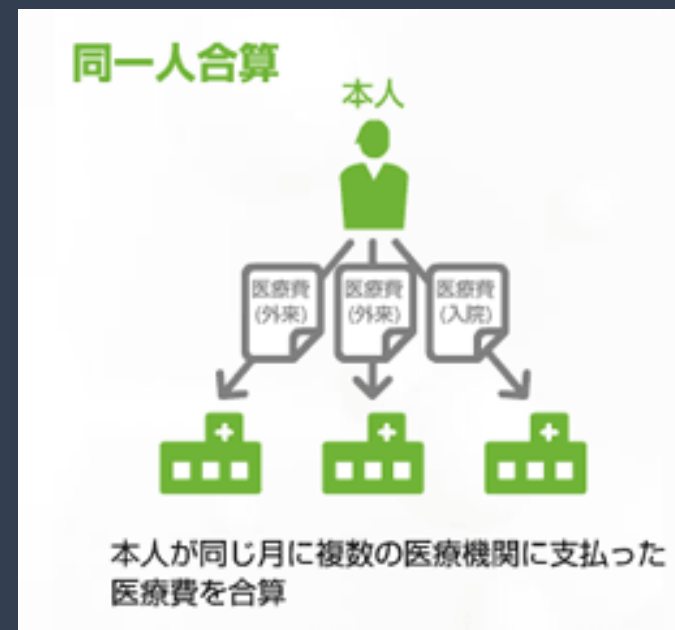 同一人合算
本人
医療費
(外来)
医療費
(外来)
医療費
(入院)
本人が同じ月に複数の医療機関に支払った
医療費を合算